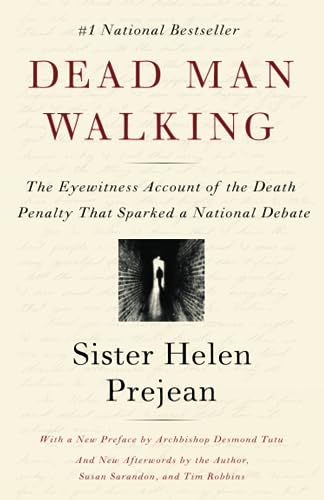 #1 National Bestseller
DEAD MAN
WALKING
The Eyewitness Account of the Death
Penalty That Sparked a National Debate
Sister Helen
Prejean
With a New Preface by Archbishop Desmond Tutu
And New Afterwords by the Author,
Susan Sarandon, and Tim Robbins